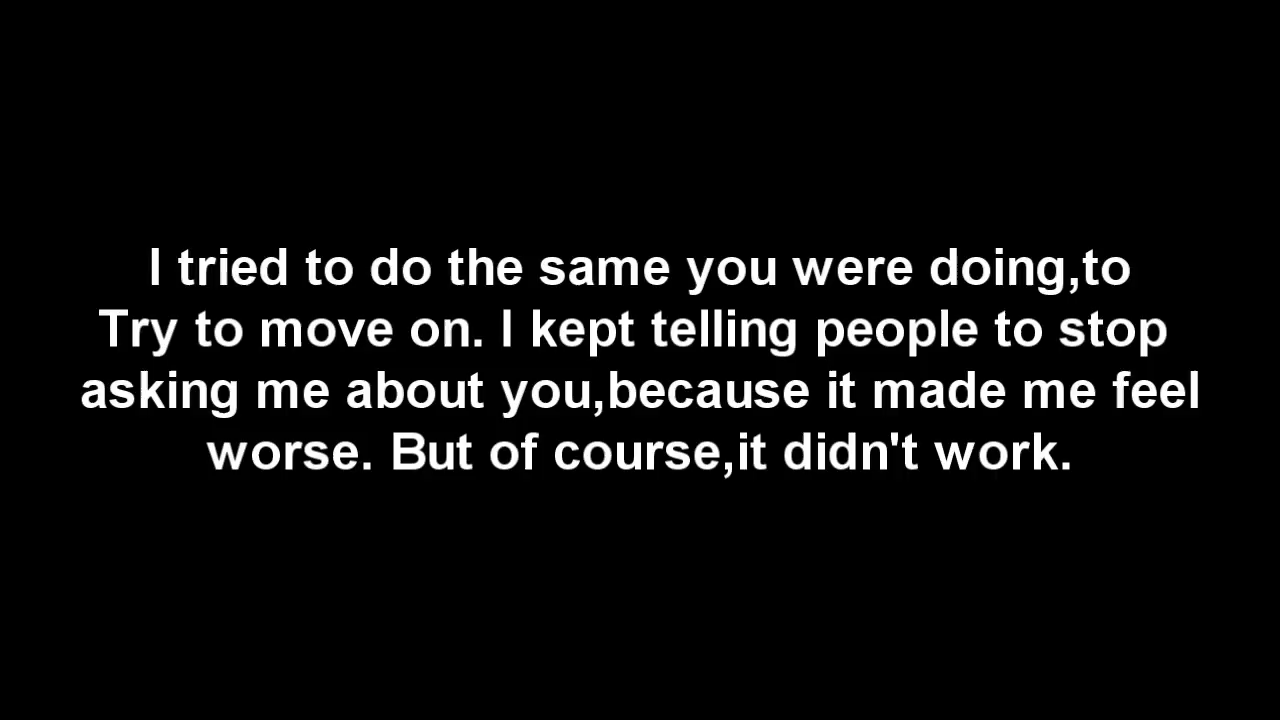 I tried to do the same you were doing,to
Try to move on. I kept telling people to stop
asking me about you,because it made me feel
worse. But of course,it didn't work.